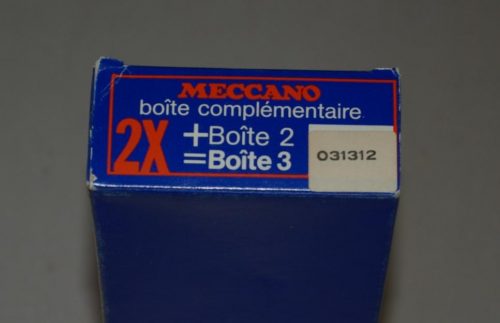 MECCANO
boîte complémentaire
2X +Boîte 2
=Boîte 3
031312